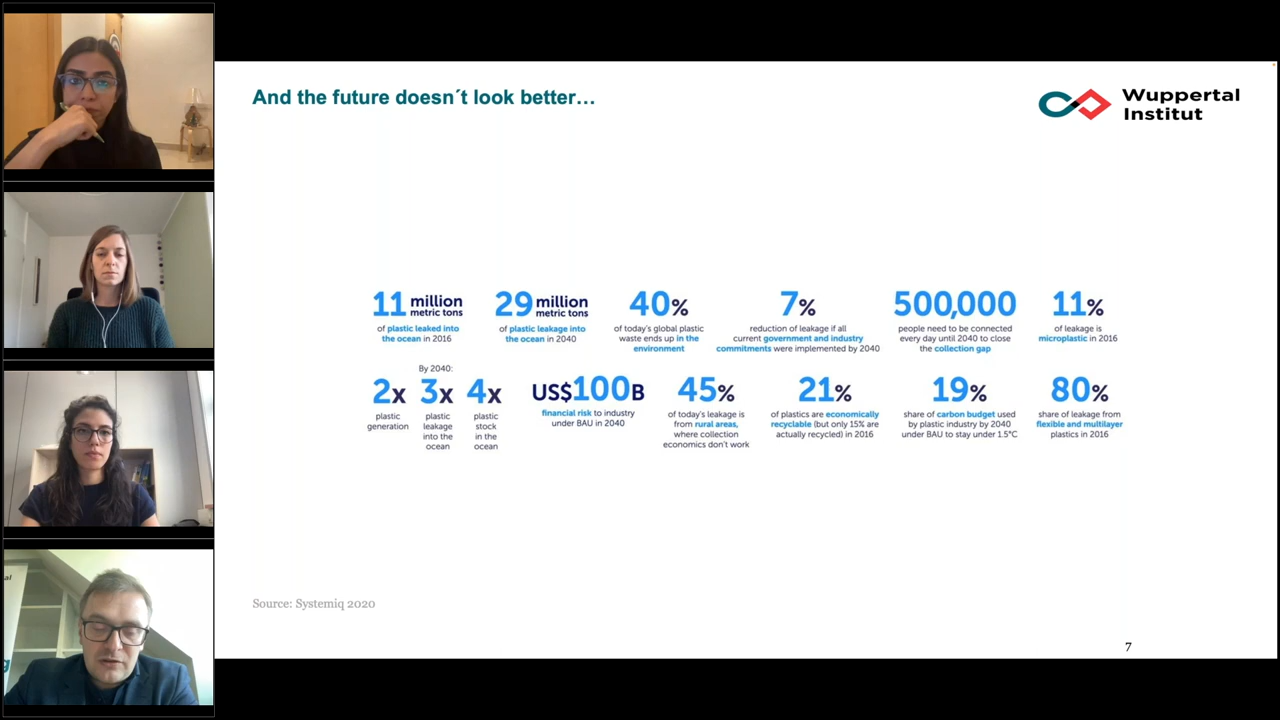 And the future doesn´t look better…
Wuppertal
Institut
11 million
metric tons
of plastic leaked into
the ocean in 2016
29 million
metric tons
of plastic leakage into
the ocean in 2040
40%
of today's global plastic
waste ends up in the
environment
7%
reduction of leakage if all
current government and industry
commitments were implemented by 2040
500,000
people need to be connected
every day until 2040 to close
the collection gap
11%
of leakage is
microplastic in 2016
By 2040:
2x
plastic
generation
3x
plastic
leakage
into the
ocean
4x
plastic
stock
in the
ocean
US$100B
financial risk to industry
under BAU in 2040
45%
of today's leakage is
from rural areas,
where collection
economics don't work
21%
of plastics are economically
recyclable (but only 15% are
actually recycled) in 2016
19%
share of carbon budget used
by plastic industry by 2040
under BAU to stay under 1.5°C
80%
share of leakage from
flexible and multilayer
plastics in 2016
Source: Systemiq 2020
7